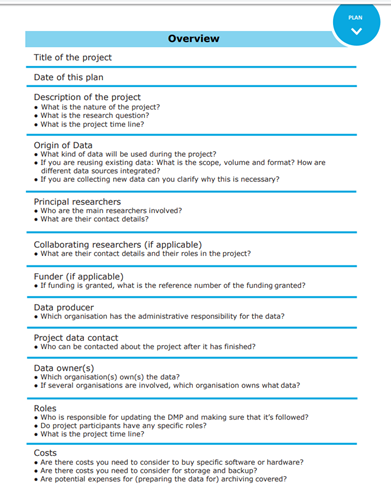 PLAN
Overview
Title of the project
Date of this plan
Description of the project
● What is the nature of the project?
● What is the research question?
● What is the project time line?
Origin of Data
● What kind of data will be used during the project?
● If you are reusing existing data: What is the scope, volume and format? How are
different data sources integrated?
● If you are collecting new data can you clarify why this is necessary?
Principal researchers
● Who are the main researchers involved?
● What are their contact details?
Collaborating researchers (if applicable)
● What are their contact details and their roles in the project?
Funder (if applicable)
● If funding is granted, what is the reference number of the funding granted?
Data producer
● Which organisation has the administrative responsibility for the data?
Project data contact
● Who can be contacted about the project after it has finished?
Data owner(s)
● Which organisation(s) own(s) the data?
● If several organisations are involved, which organisation owns what data?
Roles
● Who is responsible for updating the DMP and making sure that it's followed?
● Do project participants have any specific roles?
● What is the project time line?
Costs
● Are there costs you need to consider to buy specific software or hardware?
● Are there costs you need to consider for storage and backup?
● Are potential expenses for (preparing the data for) archiving covered?